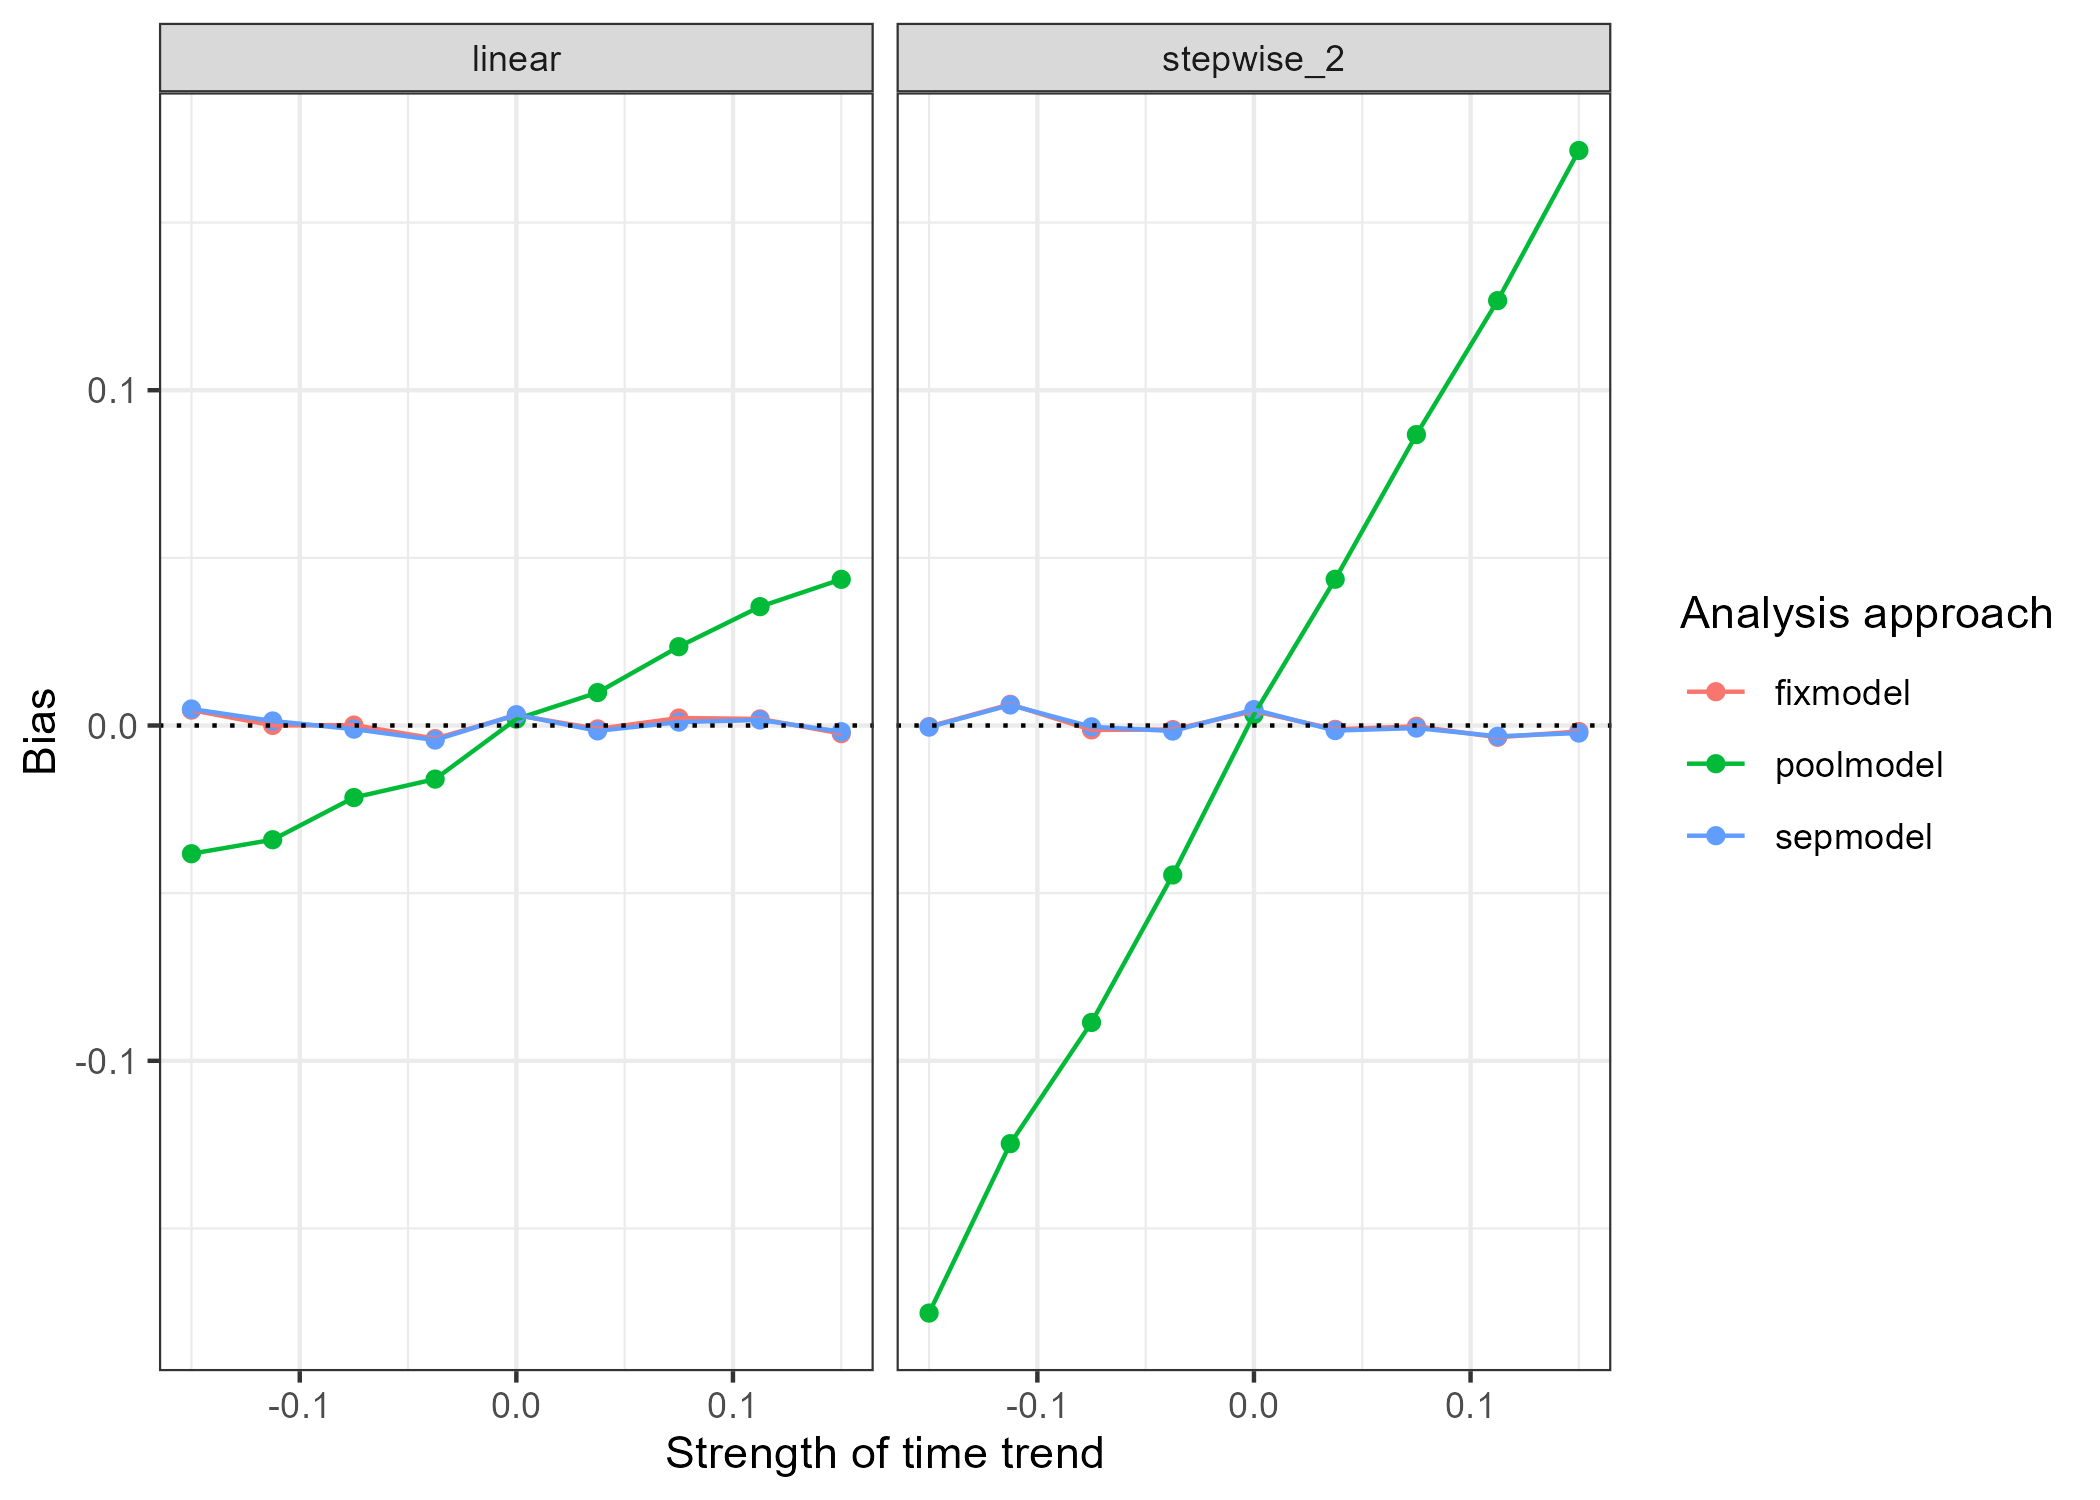 linear
stepwise_2
Bias
0.1
0.0
-0.1
-0.1
0.0
0.1
-0.1
0.0
0.1
Strength of time trend
Analysis approach
fixmodel
poolmodel
sepmodel